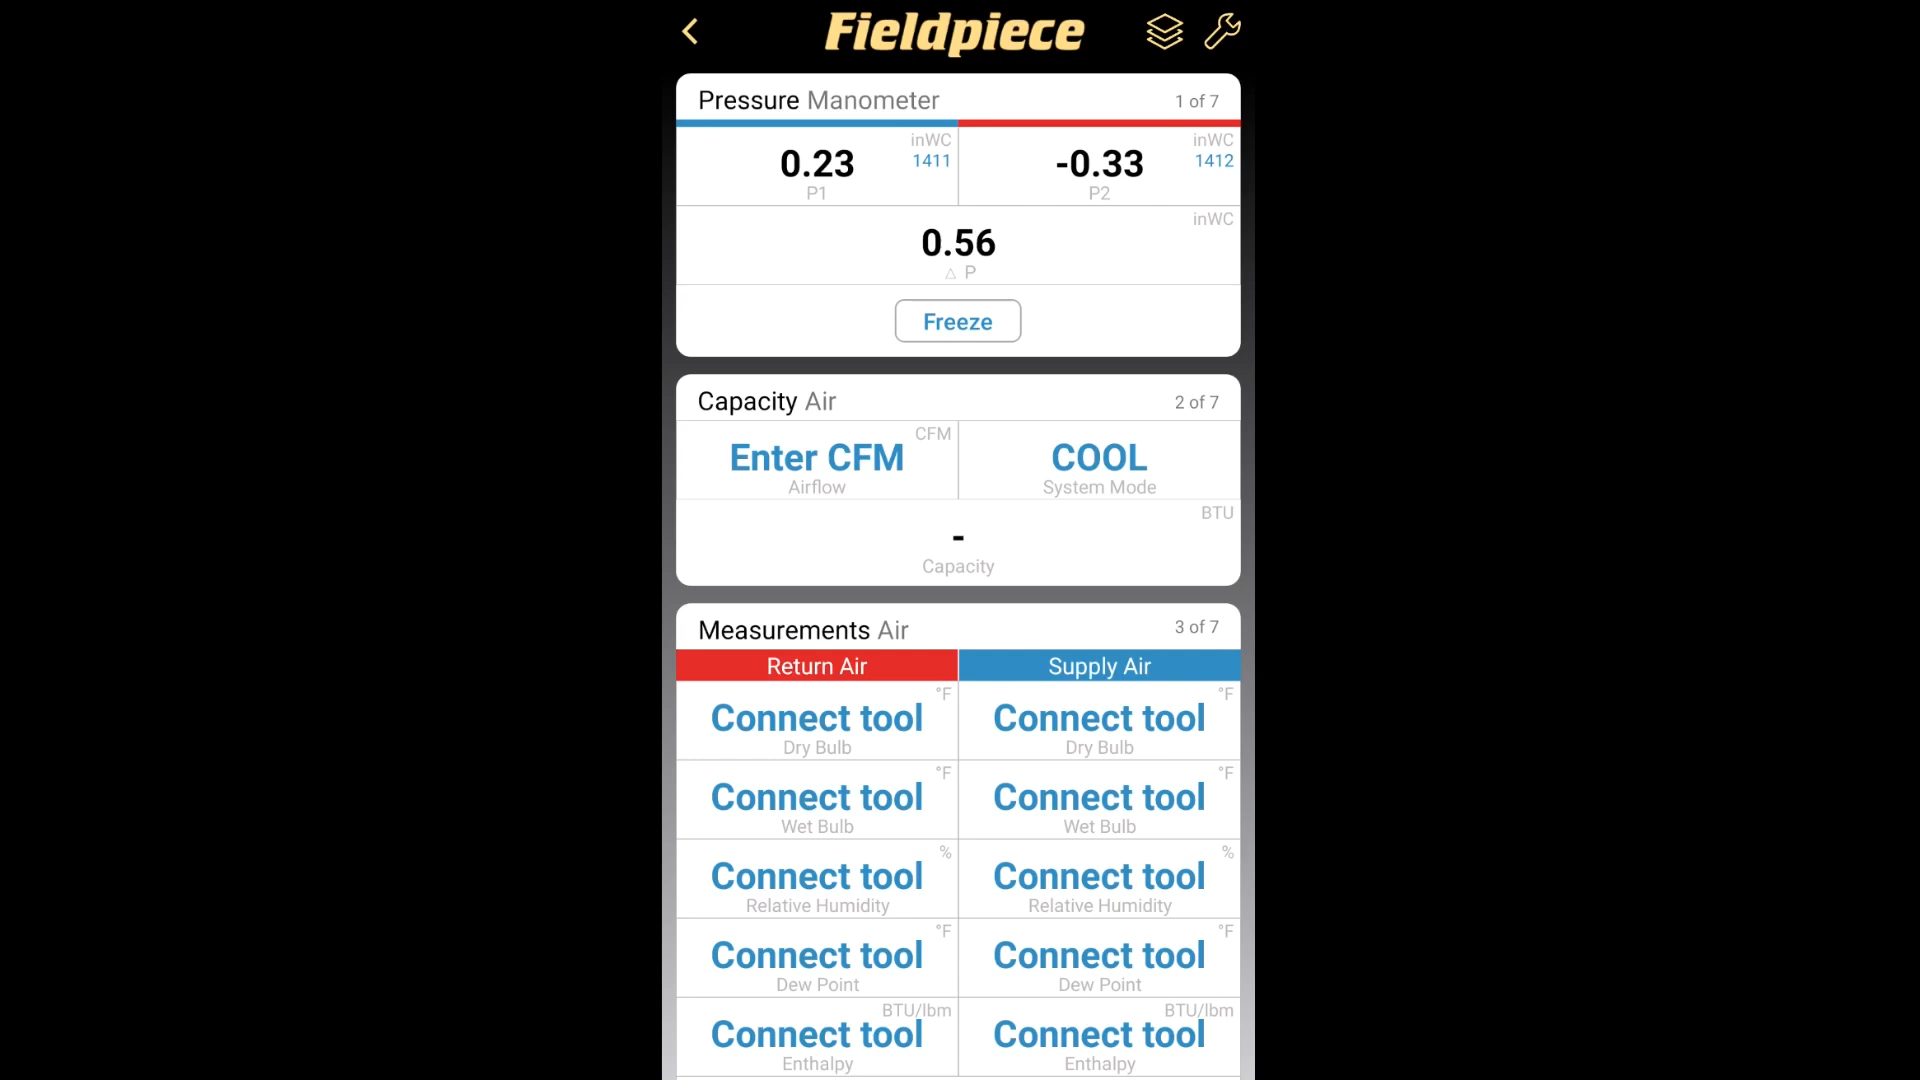 Fieldpiece
Pressure Manometer 1 of 7
inWC inWC
0.23 1411 -0.33 1412
P1 P2
inWC
0.56
△ P
Freeze
Capacity Air 2 of 7
CFM
Enter CFM COOL
Airflow System Mode
BTU
-
Capacity
Measurements Air 3 of 7
Return Air Supply Air
°F °F
Connect tool Connect tool
Dry Bulb Dry Bulb
°F °F
Connect tool Connect tool
Wet Bulb Wet Bulb
% %
Connect tool Connect tool
Relative Humidity Relative Humidity
°F °F
Connect tool Connect tool
Dew Point Dew Point
BTU/lbm BTU/lbm
Connect tool Connect tool
Enthalpy Enthalpy